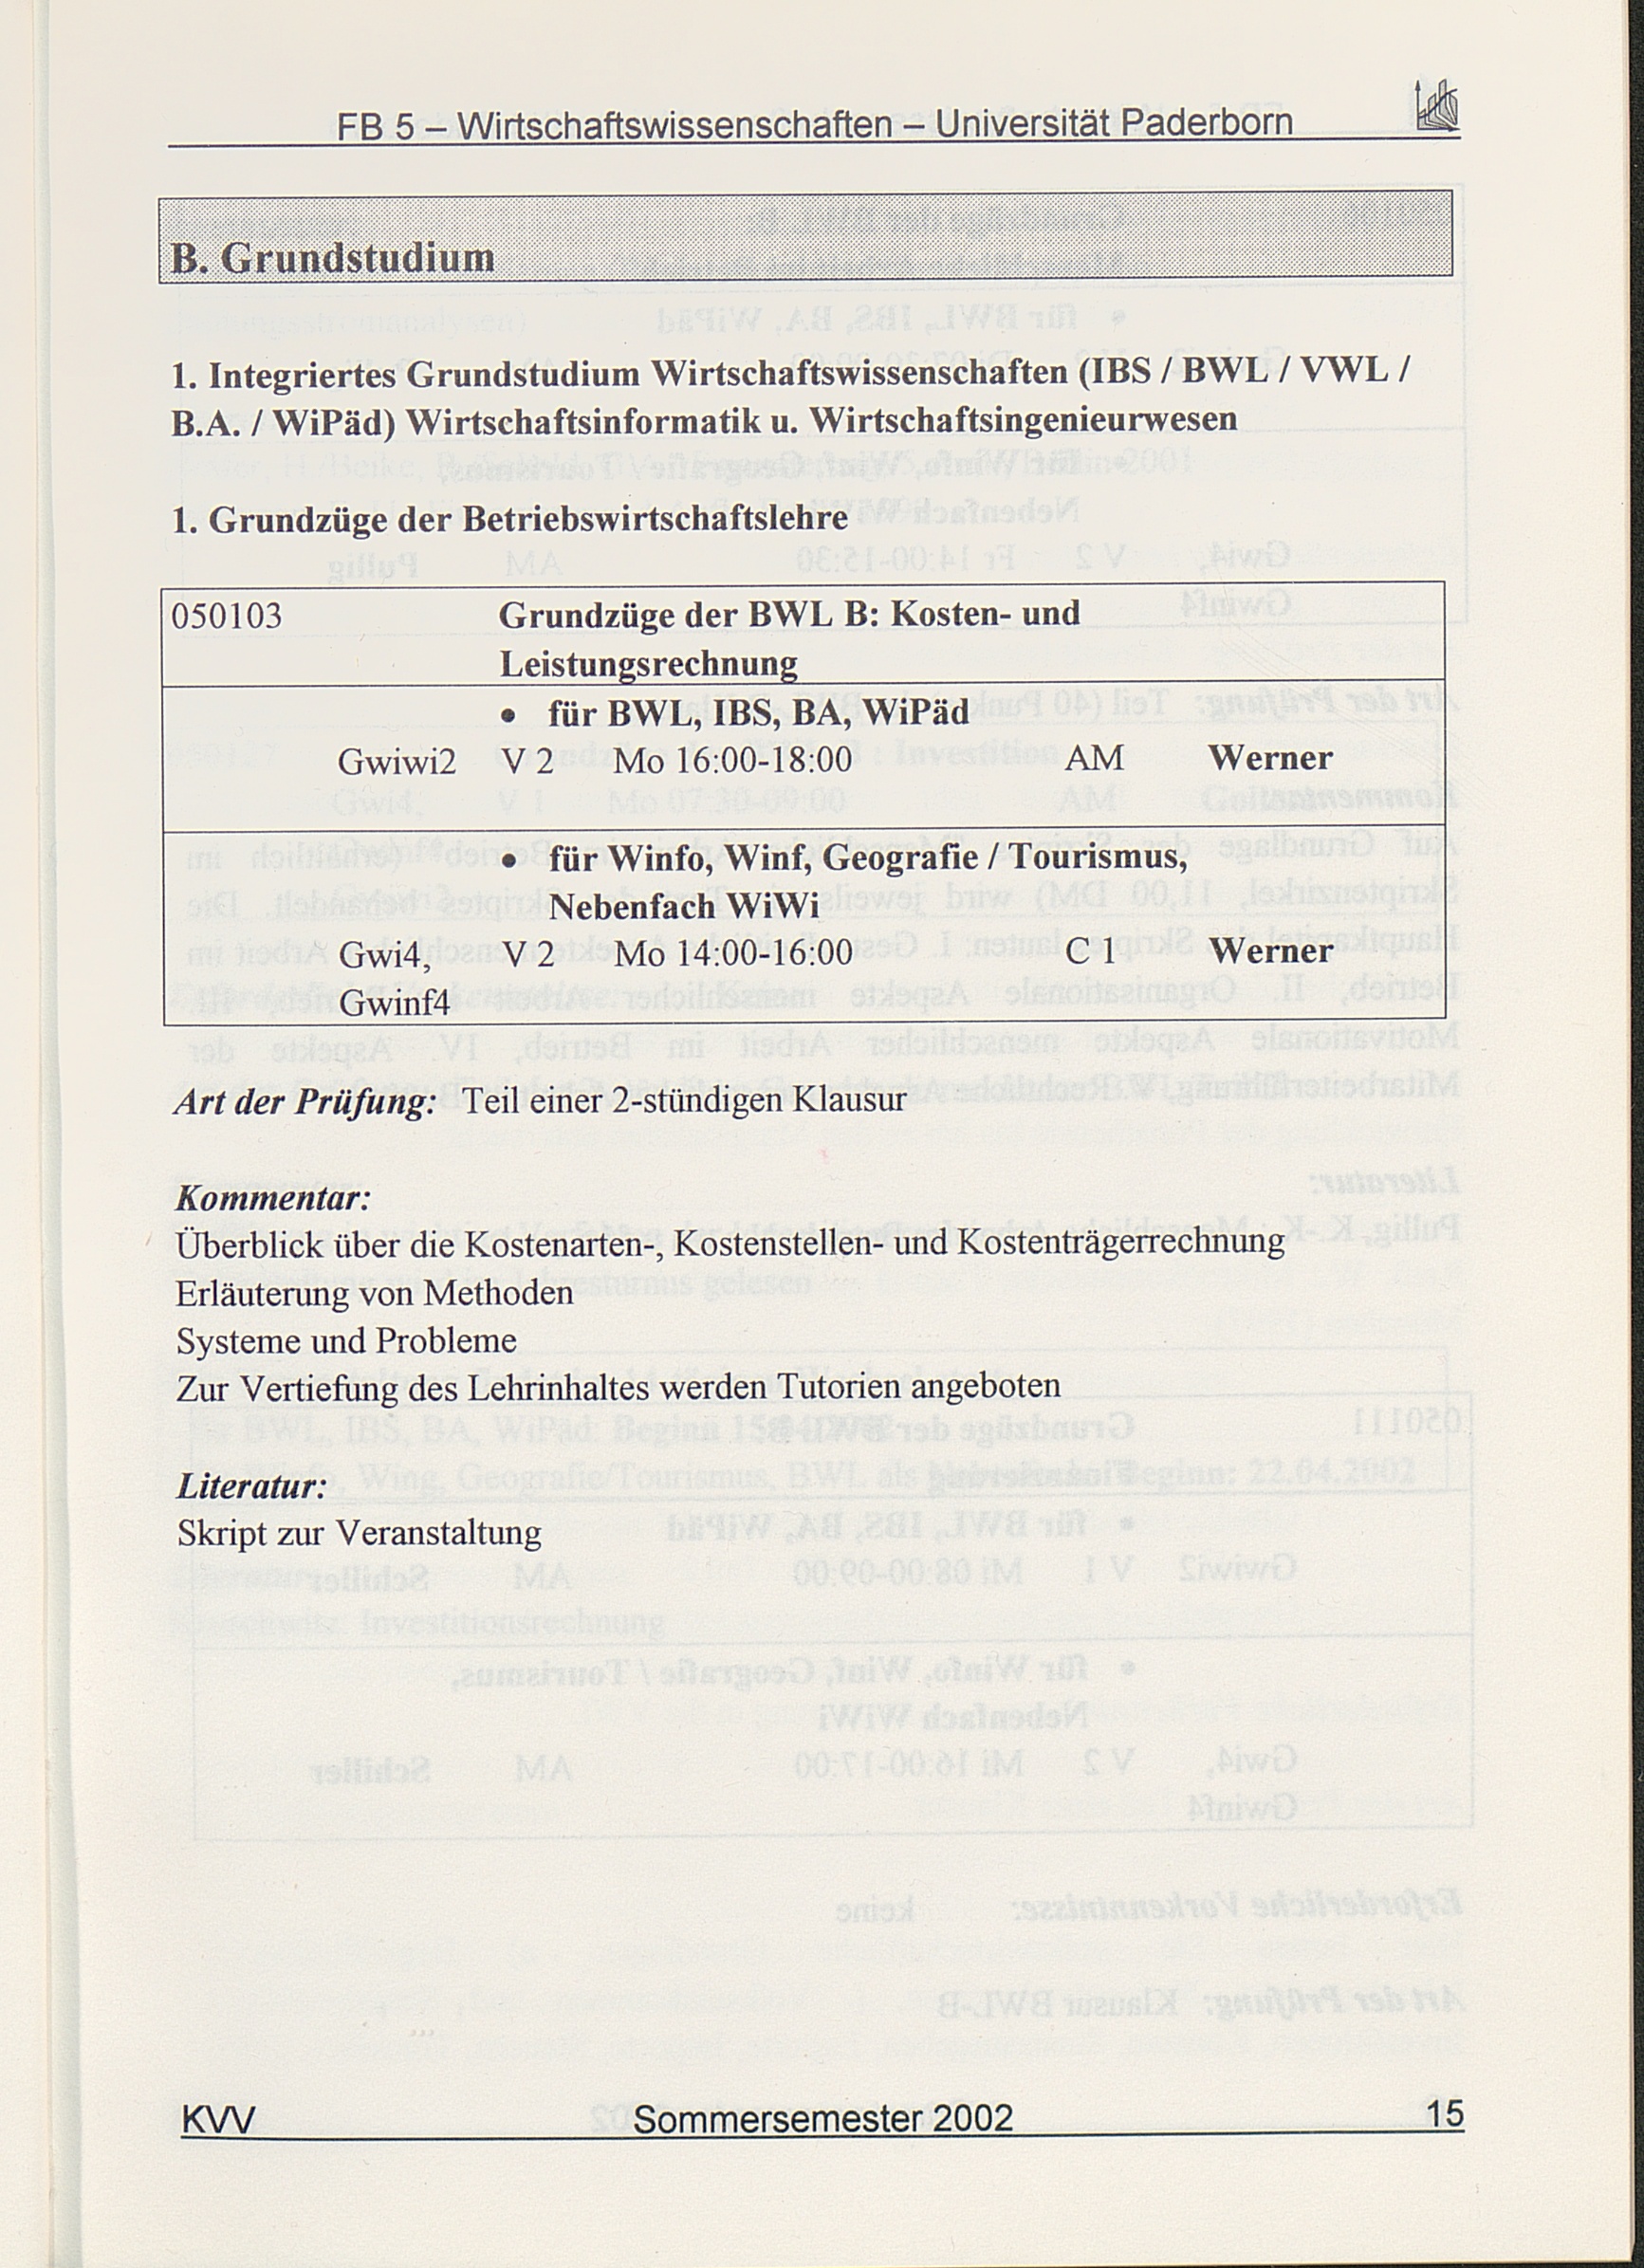 FB 5 – Wirtschaftswissenschaften – Universität Paderborn
B. Grundstudium
1. Integriertes Grundstudium Wirtschaftswissenschaften (IBS / BWL / VWL /
B.A. / WiPäd) Wirtschaftsinformatik u. Wirtschaftsingenieurwesen
1. Grundzüge der Betriebswirtschaftslehre
050103 Grundzüge der BWL B: Kosten- und
Leistungsrechnung
• für BWL, IBS, BA, WiPäd
Gwiwi2 V 2 Mo 16:00-18:00 AM Werner
• für Winfo, Winf, Geografie / Tourismus,
Nebenfach WiWi
Gwi4, V 2 Mo 14:00-16:00 C 1 Werner
Gwinf4
Art der Prüfung: Teil einer 2-stündigen Klausur
Kommentar:
Überblick über die Kostenarten-, Kostenstellen- und Kostenträgerrechnung
Erläuterung von Methoden
Systeme und Probleme
Zur Vertiefung des Lehrinhaltes werden Tutorien angeboten
Literatur:
Skript zur Veranstaltung
KVV Sommersemester 2002 15